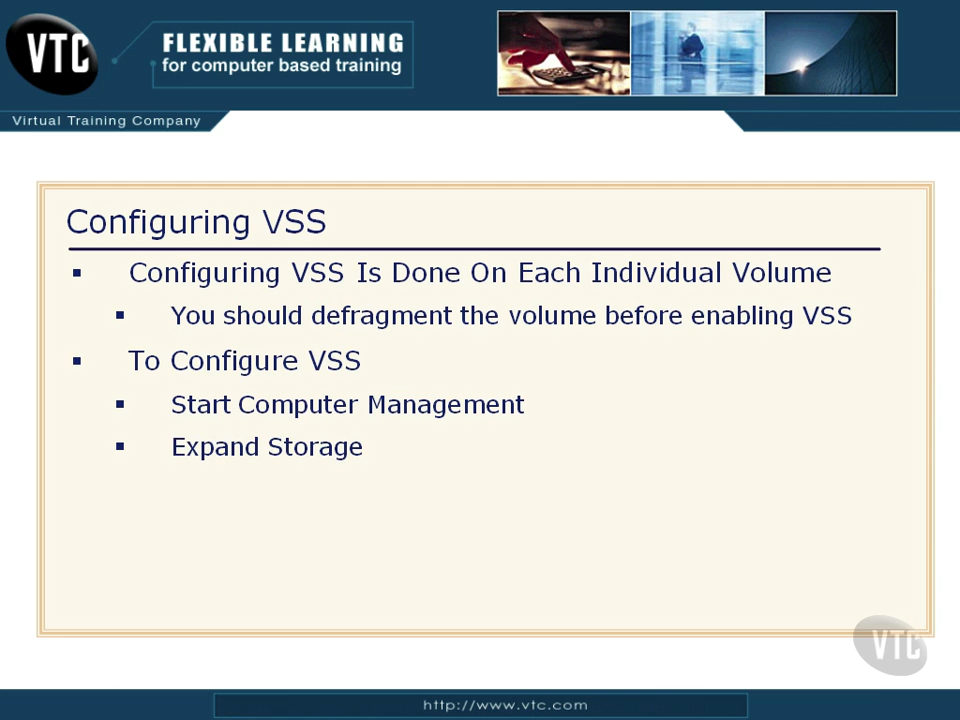 VTC
FLEXIBLE LEARNING
for computer based training
Virtual Training Company
Configuring VSS
Configuring VSS Is Done On Each Individual Volume
You should defragment the volume before enabling VSS
To Configure VSS
Start Computer Management
Expand Storage
VTC
http://www.vtc.com